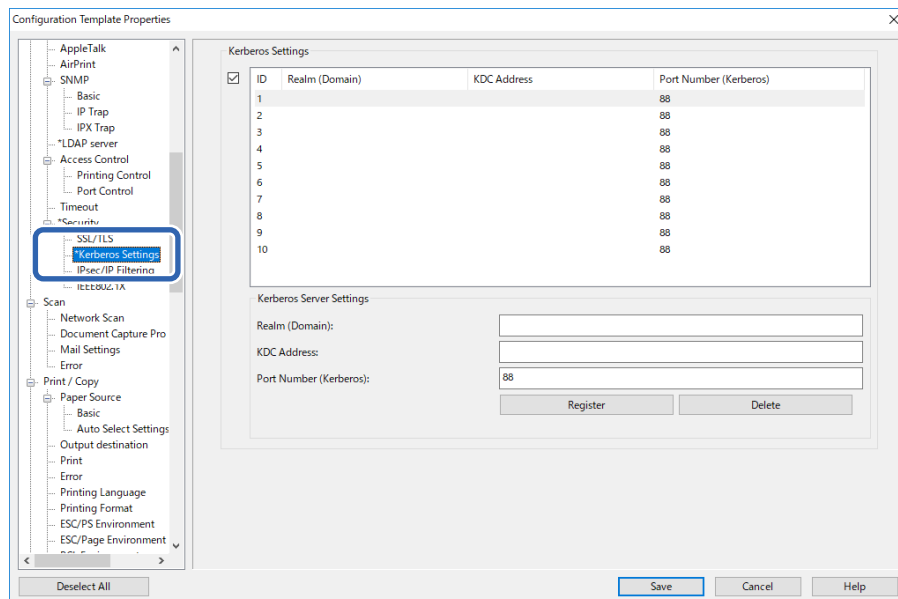 Configuration Template Properties
AppleTalk
AirPrint
SNMP
Basic
IP Trap
IPX Trap
*LDAP server
Access Control
Printing Control
Port Control
Timeout
*Security
SSL/TLS
*Kerberos Settings
IPsec/IP Filtering
IEEE802.1X
Scan
Network Scan
Document Capture Pro
Mail Settings
Error
Print / Copy
Paper Source
Basic
Auto Select Settings
Output destination
Print
Error
Printing Language
Printing Format
ESC/PS Environment
ESC/Page Environment
Kerberos Settings
ID Realm (Domain) KDC Address Port Number (Kerberos)
1 88
2 88
3 88
4 88
5 88
6 88
7 88
8 88
9 88
10 88
Kerberos Server Settings
Realm (Domain):
KDC Address:
Port Number (Kerberos): 88
Register Delete
Deselect All Save Cancel Help